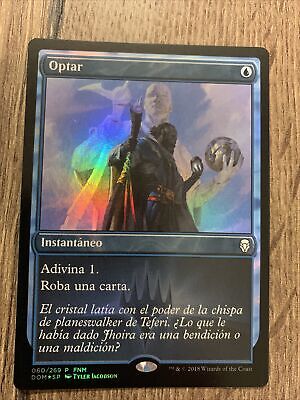 Optar
Instantáneo
Adivina 1.
Roba una carta.
El cristal latía con el poder de la chispa
de planeswalker de Teferi. ¿Lo que le
había dado Jhoira era una bendición
o una maldición?
060/269 P FNM
DOM★SP Tyler Jacobson
™ & © 2018 Wizards of the Coast